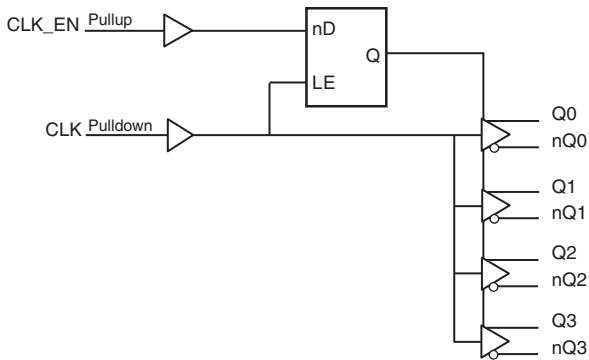 CLK_EN Pullup
nD
Q
LE
CLK Pulldown
Q0
nQ0
Q1
nQ1
Q2
nQ2
Q3
nQ3